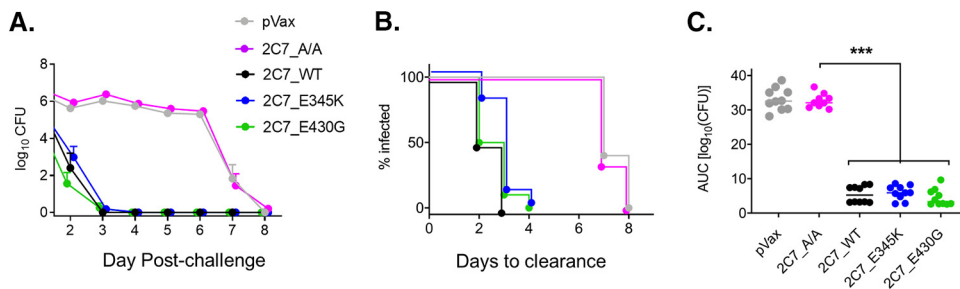 A.
pVax
2C7_A/A
2C7_WT
2C7_E345K
2C7_E430G
log10 CFU
8
6
4
2
0
2 3 4 5 6 7 8
Day Post-challenge
B.
% infected
100
50
0
0 2 4 6 8
Days to clearance
C.
***
AUC [log10(CFU)]
40
30
20
10
0
pVax
2C7_A/A
2C7_WT
2C7_E345K
2C7_E430G